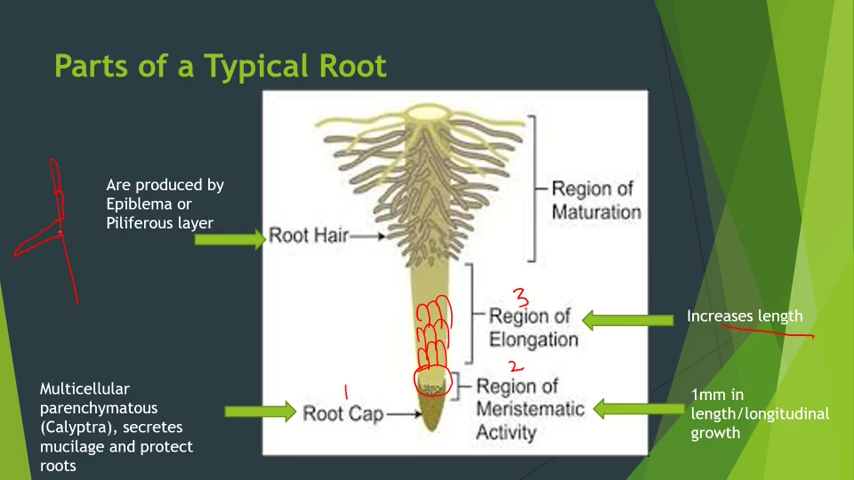 Parts of a Typical Root
Are produced by
Epiblema or
Piliferous layer
Root Hair
Region of
Maturation
3
Region of
Elongation
Increases length
2
Region of
Meristematic
Activity
1mm in
length/longitudinal
growth
1
Root Cap
Multicellular
parenchymatous
(Calyptra), secretes
mucilage and protect
roots